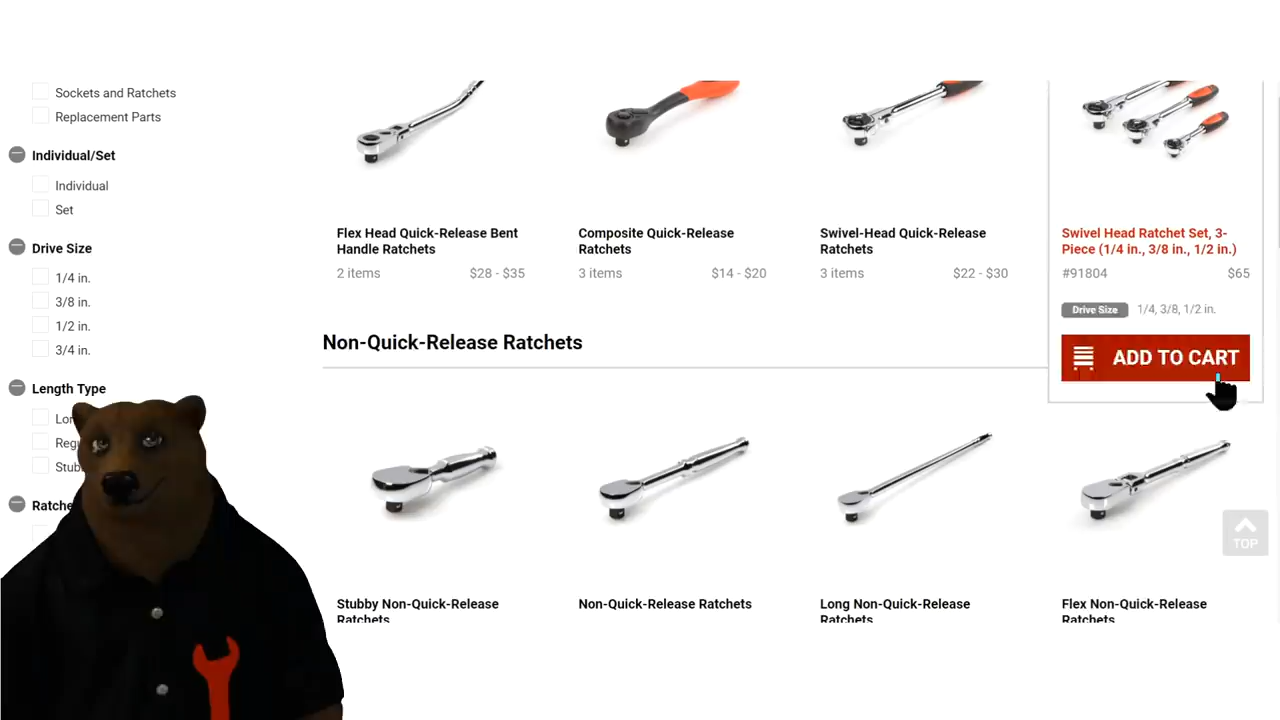 Sockets and Ratchets
Replacement Parts
Individual/Set
Individual
Set
Drive Size
1/4 in.
3/8 in.
1/2 in.
3/4 in.
Length Type
Flex Head Quick-Release Bent
Handle Ratchets
2 items $28 - $35
Composite Quick-Release
Ratchets
3 items $14 - $20
Swivel-Head Quick-Release
Ratchets
3 items $22 - $30
Swivel Head Ratchet Set, 3-
Piece (1/4 in., 3/8 in., 1/2 in.)
#91804 $65
Drive Size 1/4, 3/8, 1/2 in.
ADD TO CART
Non-Quick-Release Ratchets
Stubby Non-Quick-Release
Ratchets
Non-Quick-Release Ratchets
Long Non-Quick-Release
Ratchets
Flex Non-Quick-Release
Ratchets
TOP